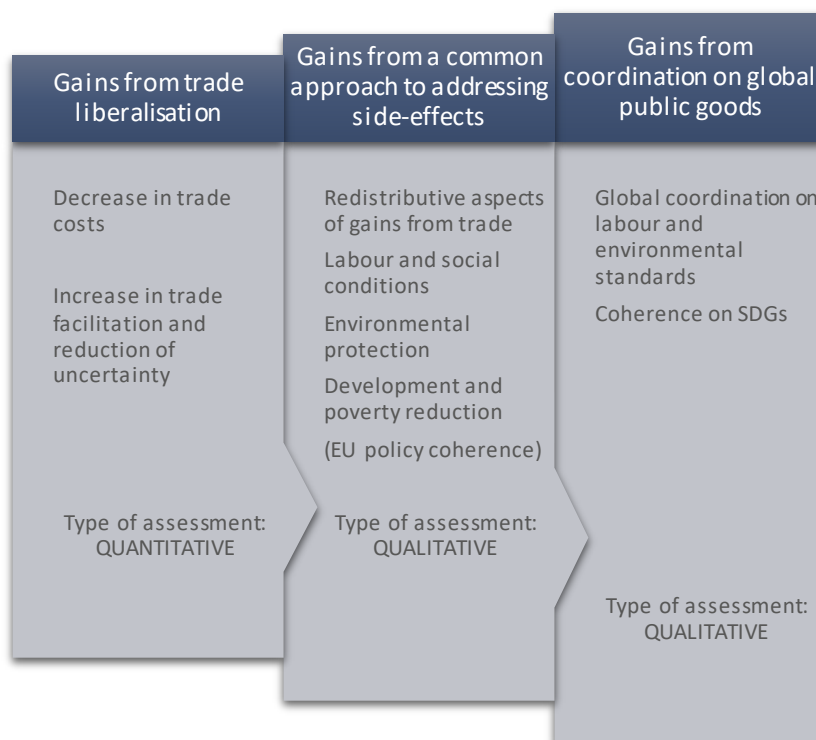 Gains from trade
liberalisation
Decrease in trade
costs
Increase in trade
facilitation and
reduction of
uncertainty
Type of assessment:
QUANTITATIVE
Gains from a common
approach to addressing
side-effects
Redistributive aspects
of gains from trade
Labour and social
conditions
Environmental
protection
Development and
poverty reduction
(EU policy coherence)
Type of assessment:
QUALITATIVE
Gains from
coordination on global
public goods
Global coordination on
labour and
environmental
standards
Coherence on SDGs
Type of assessment:
QUALITATIVE